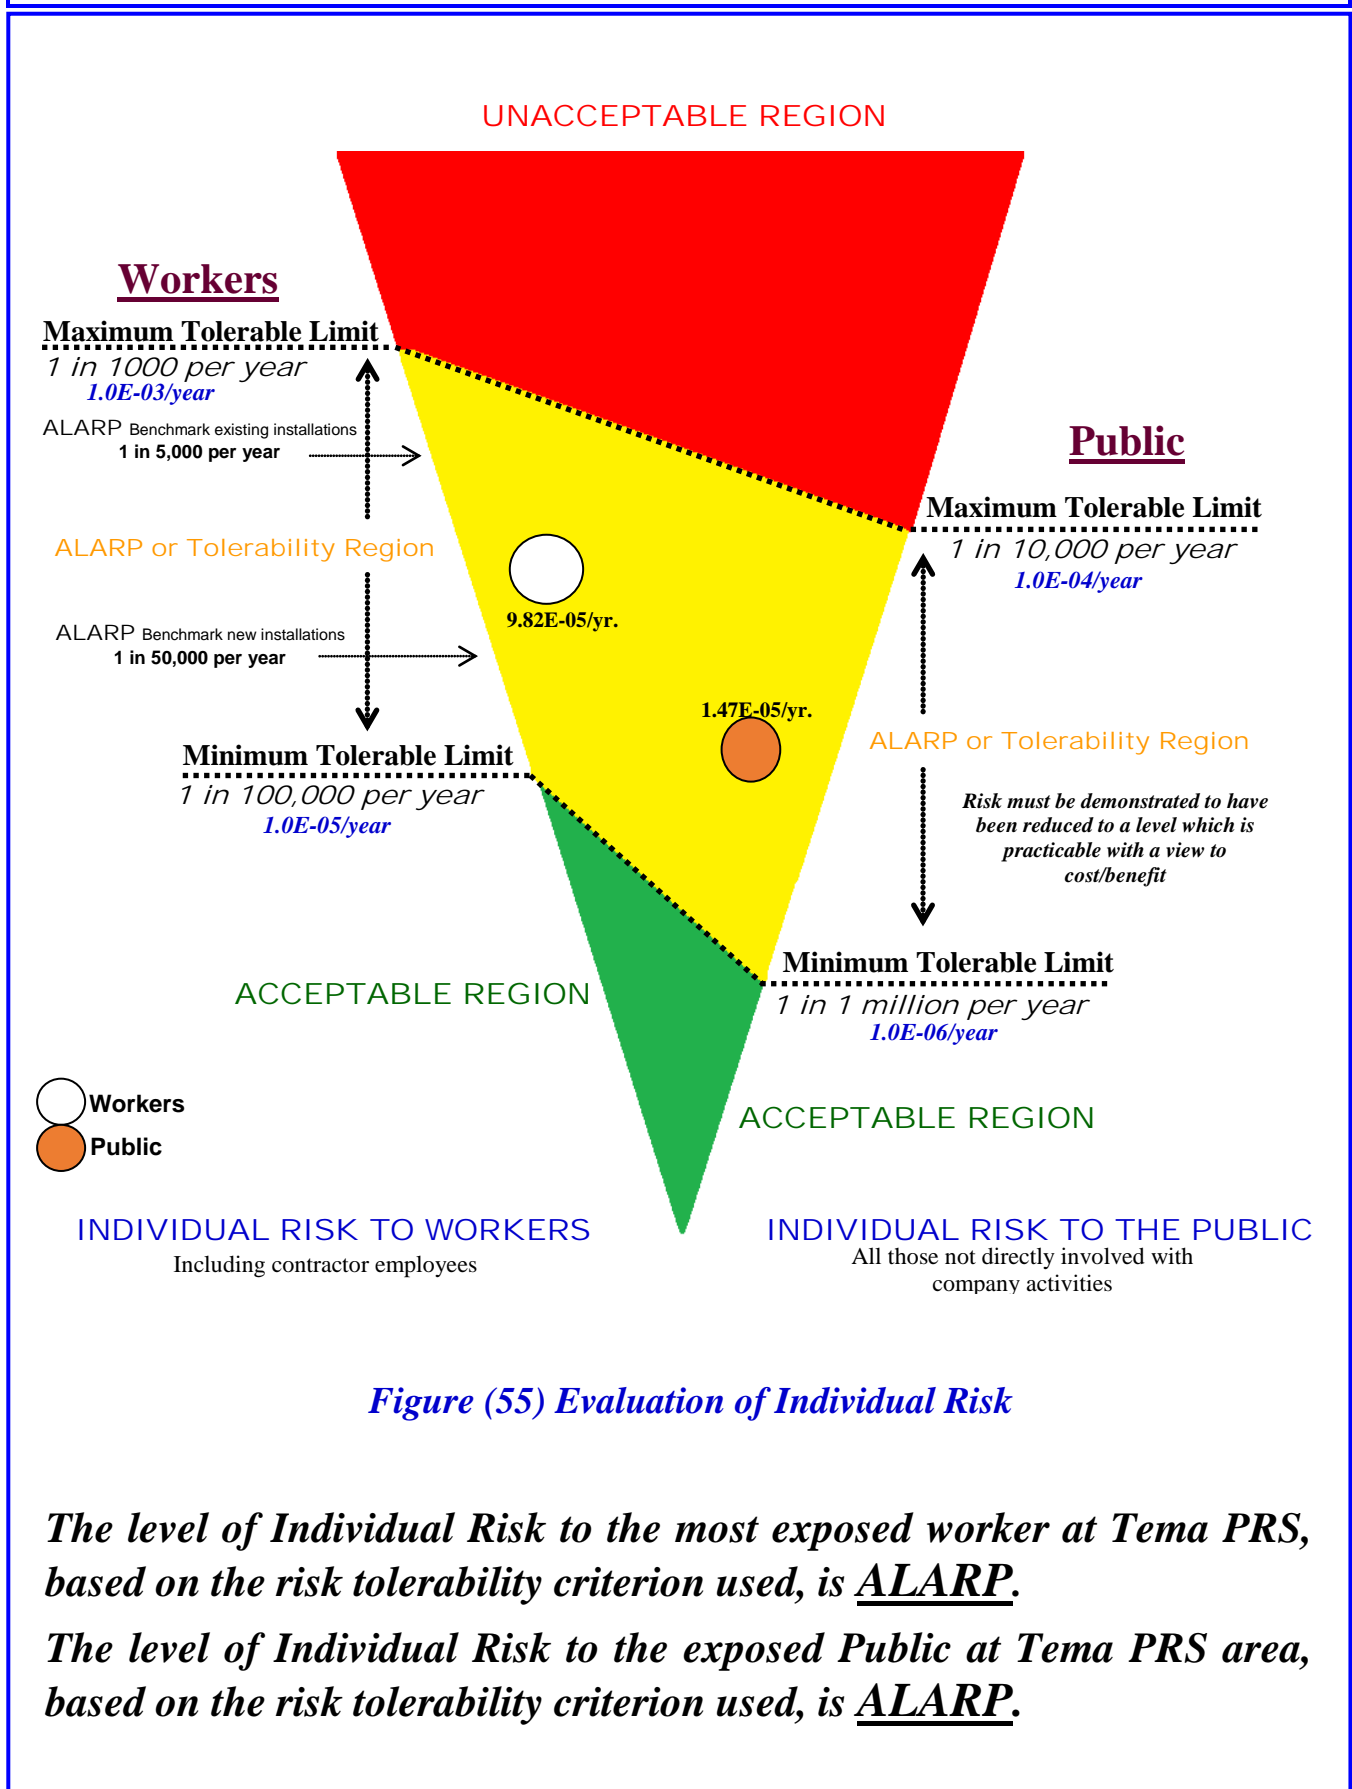 UNACCEPTABLE REGION
Workers
Maximum Tolerable Limit
1 in 1000 per year
1.0E-03/year
ALARP Benchmark existing installations
1 in 5,000 per year
ALARP or Tolerability Region
ALARP Benchmark new installations
1 in 50,000 per year
Minimum Tolerable Limit
1 in 100,000 per year
1.0E-05/year
ACCEPTABLE REGION
9.82E-05/yr.
1.47E-05/yr.
Public
Maximum Tolerable Limit
1 in 10,000 per year
1.0E-04/year
ALARP or Tolerability Region
Risk must be demonstrated to have
been reduced to a level which is
practicable with a view to
cost/benefit
Minimum Tolerable Limit
1 in 1 million per year
1.0E-06/year
ACCEPTABLE REGION
Workers
Public
INDIVIDUAL RISK TO WORKERS
Including contractor employees
INDIVIDUAL RISK TO THE PUBLIC
All those not directly involved with
company activities
Figure (55) Evaluation of Individual Risk
The level of Individual Risk to the most exposed worker at Tema PRS,
based on the risk tolerability criterion used, is ALARP.
The level of Individual Risk to the exposed Public at Tema PRS area,
based on the risk tolerability criterion used, is ALARP.